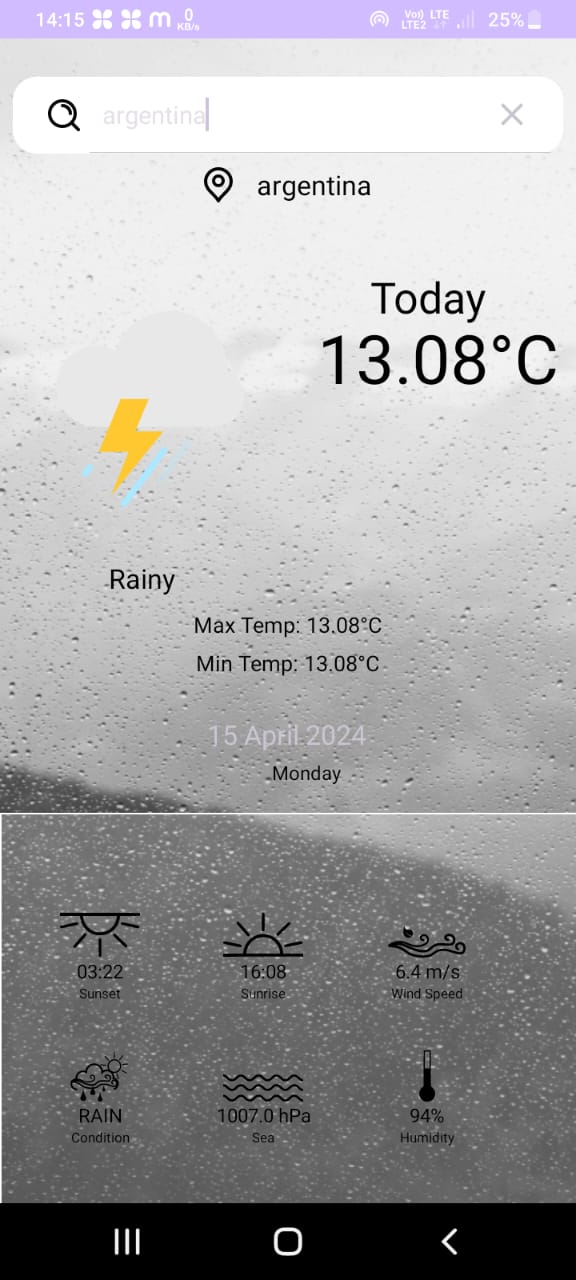 14:15 m 0 KB/s Vo) LTE LTE2 25%
argentina
argentina
Today
13.08°C
Rainy
Max Temp: 13.08°C
Min Temp: 13.08°C
15 April 2024
Monday
03:22 16:08 6.4 m/s
Sunset Sunrise Wind Speed
RAIN 1007.0 hPa 94%
Condition Sea Humidity